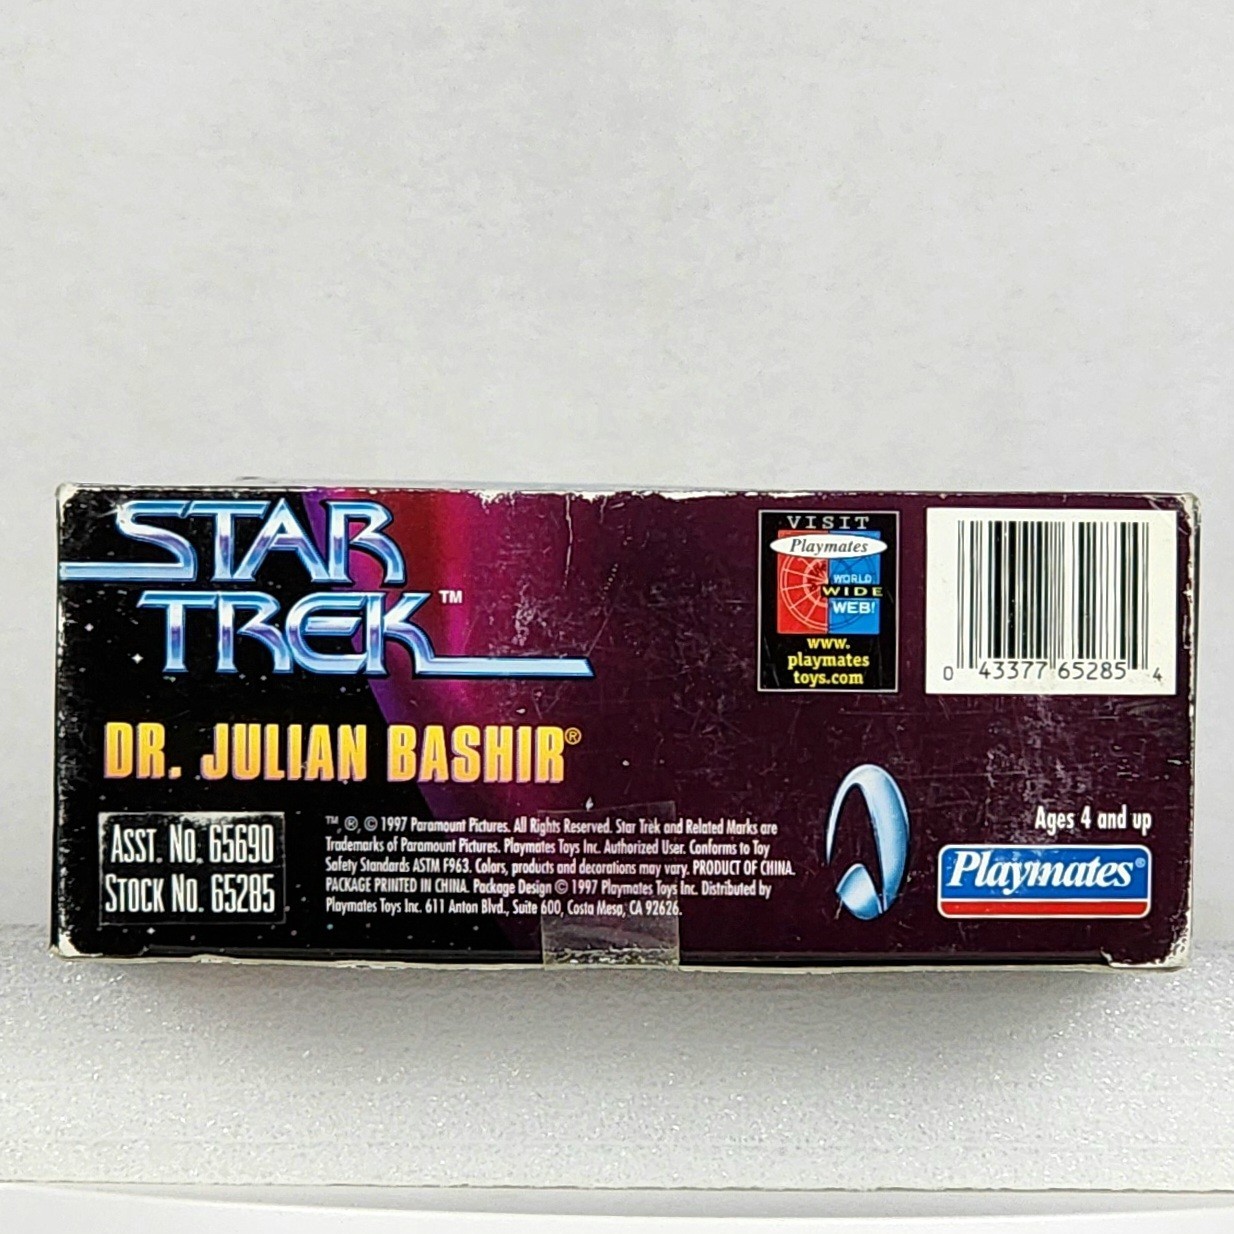 STAR
TREK™
DR. JULIAN BASHIR®
ASST. NO. 65690
STOCK NO. 65285
™, ®, © 1997 Paramount Pictures. All Rights Reserved. Star Trek and Related Marks are
Trademarks of Paramount Pictures. Playmates Toys Inc. Authorized User. Conforms to Toy
Safety Standards ASTM F963. Colors, products and decorations may vary. PRODUCT OF CHINA.
PACKAGE PRINTED IN CHINA. Package Design © 1997 Playmates Toys Inc. Distributed by
Playmates Toys Inc. 611 Anton Blvd., Suite 600, Costa Mesa, CA 92626.
VISIT
Playmates
WORLD
WIDE
WEB!
www.
playmates
toys.com
0 43377 65285 4
Ages 4 and up
Playmates®